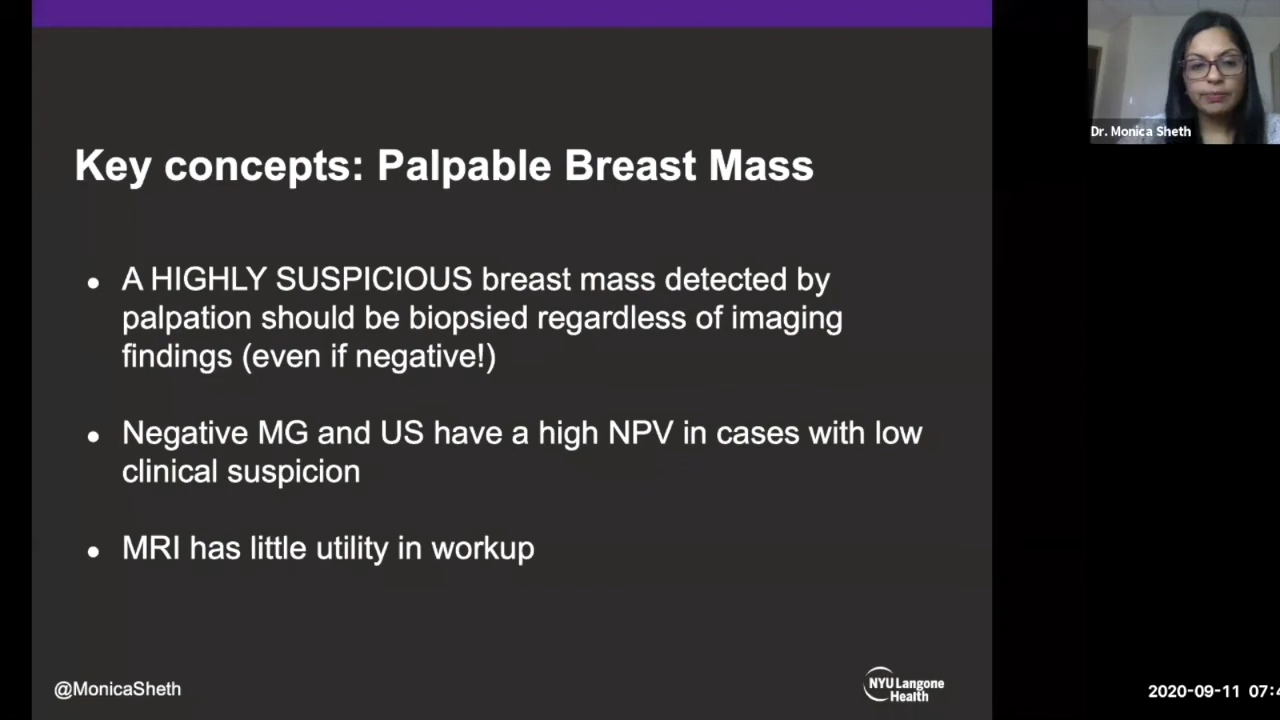 Key concepts: Palpable Breast Mass
● A HIGHLY SUSPICIOUS breast mass detected by
palpation should be biopsied regardless of imaging
findings (even if negative!)
● Negative MG and US have a high NPV in cases with low
clinical suspicion
● MRI has little utility in workup
@MonicaSheth
NYU Langone
Health
Dr. Monica Sheth
2020-09-11 07:4